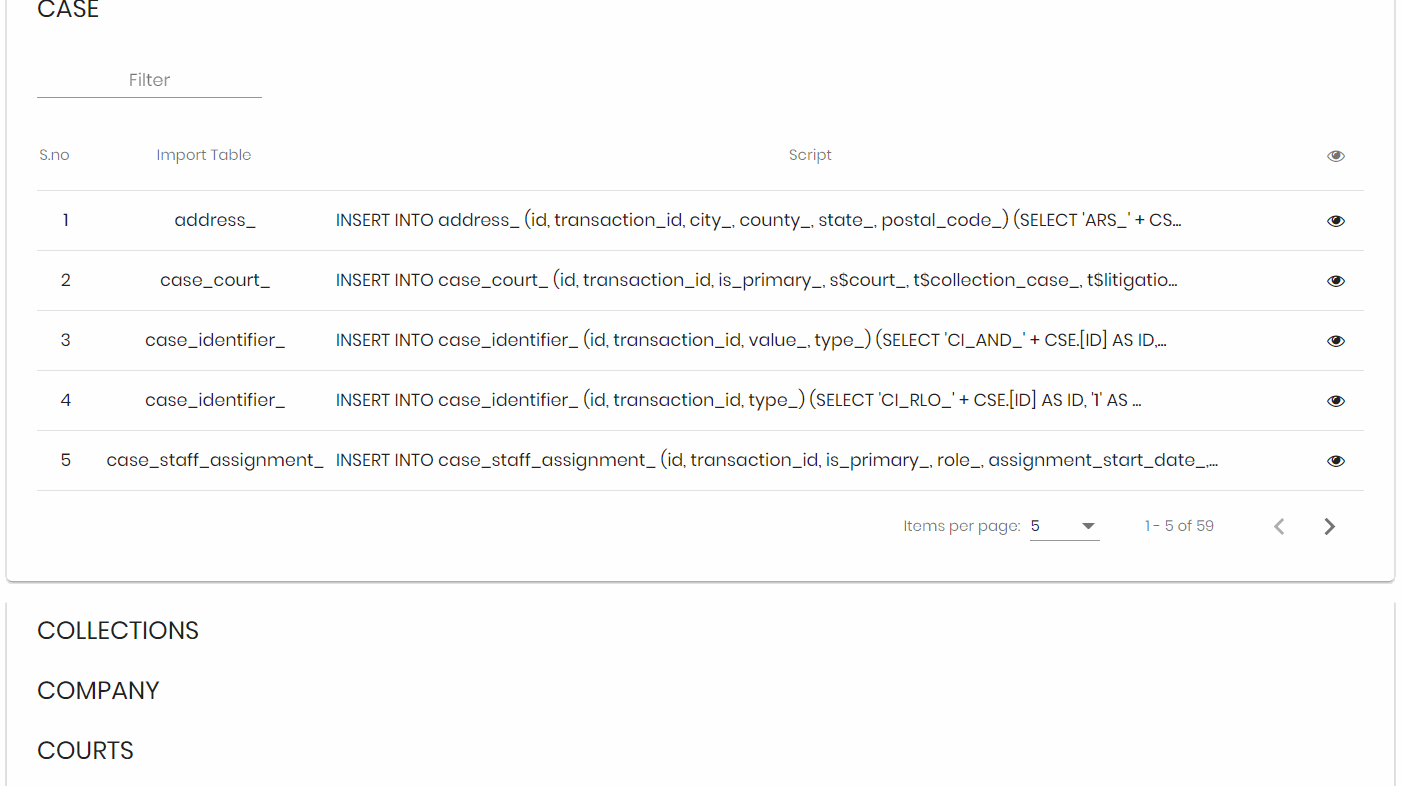 CASE
Filter
S.no Import Table Script
1 address_ INSERT INTO address_ (id, transaction_id, city_, county_, state_, postal_code_) (SELECT 'ARS_' + CS...
2 case_court_ INSERT INTO case_court_ (id, transaction_id, is_primary_, s$court_, t$collection_case_, t$litigatio...
3 case_identifier_ INSERT INTO case_identifier_ (id, transaction_id, value_, type_) (SELECT 'CI_AND_' + CSE.[ID] AS ID,...
4 case_identifier_ INSERT INTO case_identifier_ (id, transaction_id, type_) (SELECT 'CI_RLO_' + CSE.[ID] AS ID, '1' AS ...
5 case_staff_assignment_ INSERT INTO case_staff_assignment_ (id, transaction_id, is_primary_, role_, assignment_start_date_,...
Items per page: 5 1 - 5 of 59
COLLECTIONS
COMPANY
COURTS